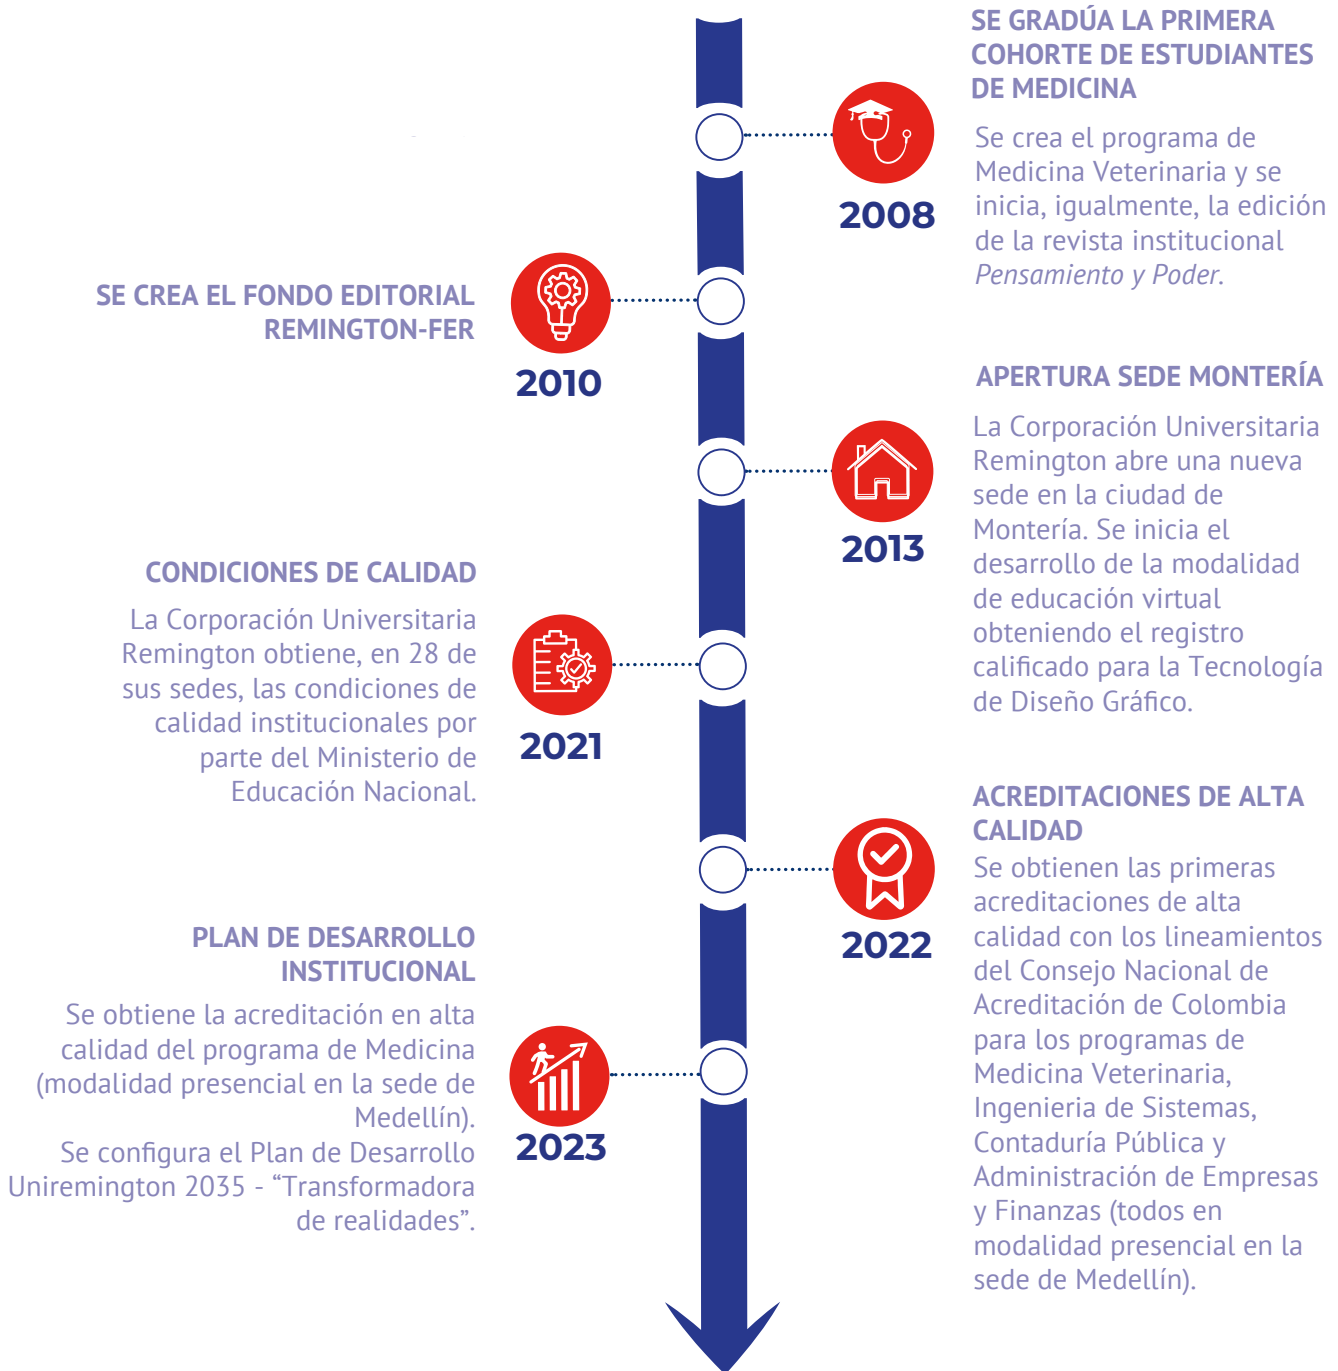 SE GRADÚA LA PRIMERA
COHORTE DE ESTUDIANTES
DE MEDICINA
Se crea el programa de
Medicina Veterinaria y se
inicia, igualmente, la edición
de la revista institucional
Pensamiento y Poder.
2008
SE CREA EL FONDO EDITORIAL
REMINGTON-FER
2010
APERTURA SEDE MONTERÍA
La Corporación Universitaria
Remington abre una nueva
sede en la ciudad de
Montería. Se inicia el
desarrollo de la modalidad
de educación virtual
obteniendo el registro
calificado para la Tecnología
de Diseño Gráfico.
2013
CONDICIONES DE CALIDAD
La Corporación Universitaria
Remington obtiene, en 28 de
sus sedes, las condiciones de
calidad institucionales por
parte del Ministerio de
Educación Nacional.
2021
ACREDITACIONES DE ALTA
CALIDAD
Se obtienen las primeras
acreditaciones de alta
calidad con los lineamientos
del Consejo Nacional de
Acreditación de Colombia
para los programas de
Medicina Veterinaria,
Ingenieria de Sistemas,
Contaduría Pública y
Administración de Empresas
y Finanzas (todos en
modalidad presencial en la
sede de Medellín).
2022
PLAN DE DESARROLLO
INSTITUCIONAL
Se obtiene la acreditación en alta
calidad del programa de Medicina
(modalidad presencial en la sede de
Medellín).
Se configura el Plan de Desarrollo
Uniremington 2035 - “Transformadora
de realidades”.
2023